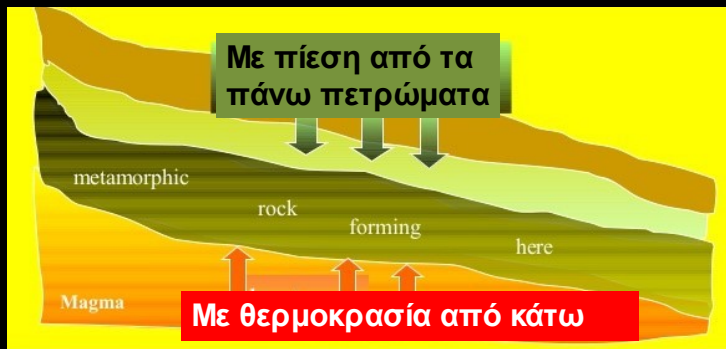 Με πίεση από τα
πάνω πετρώματα
metamorphic
rock
forming
here
Magma
Με θερμοκρασία από κάτω